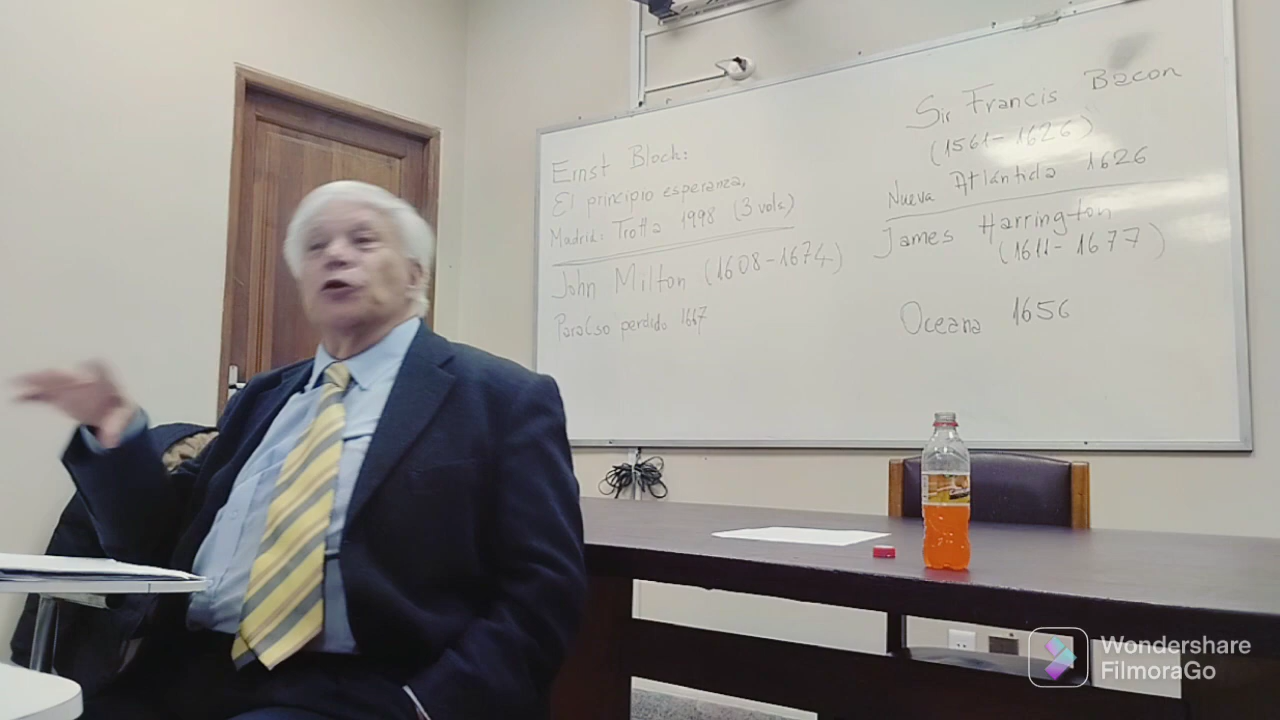 Ernst Bloch:
El principio esperanza,
Madrid: Trotta 1998 (3 vols.)
John Milton (1608-1674)
Paraíso perdido 1667
Sir Francis Bacon
(1561-1626)
Nueva Atlántida 1626
James Harrington
(1611-1677)
Oceana 1656
Wondershare
FilmoraGo